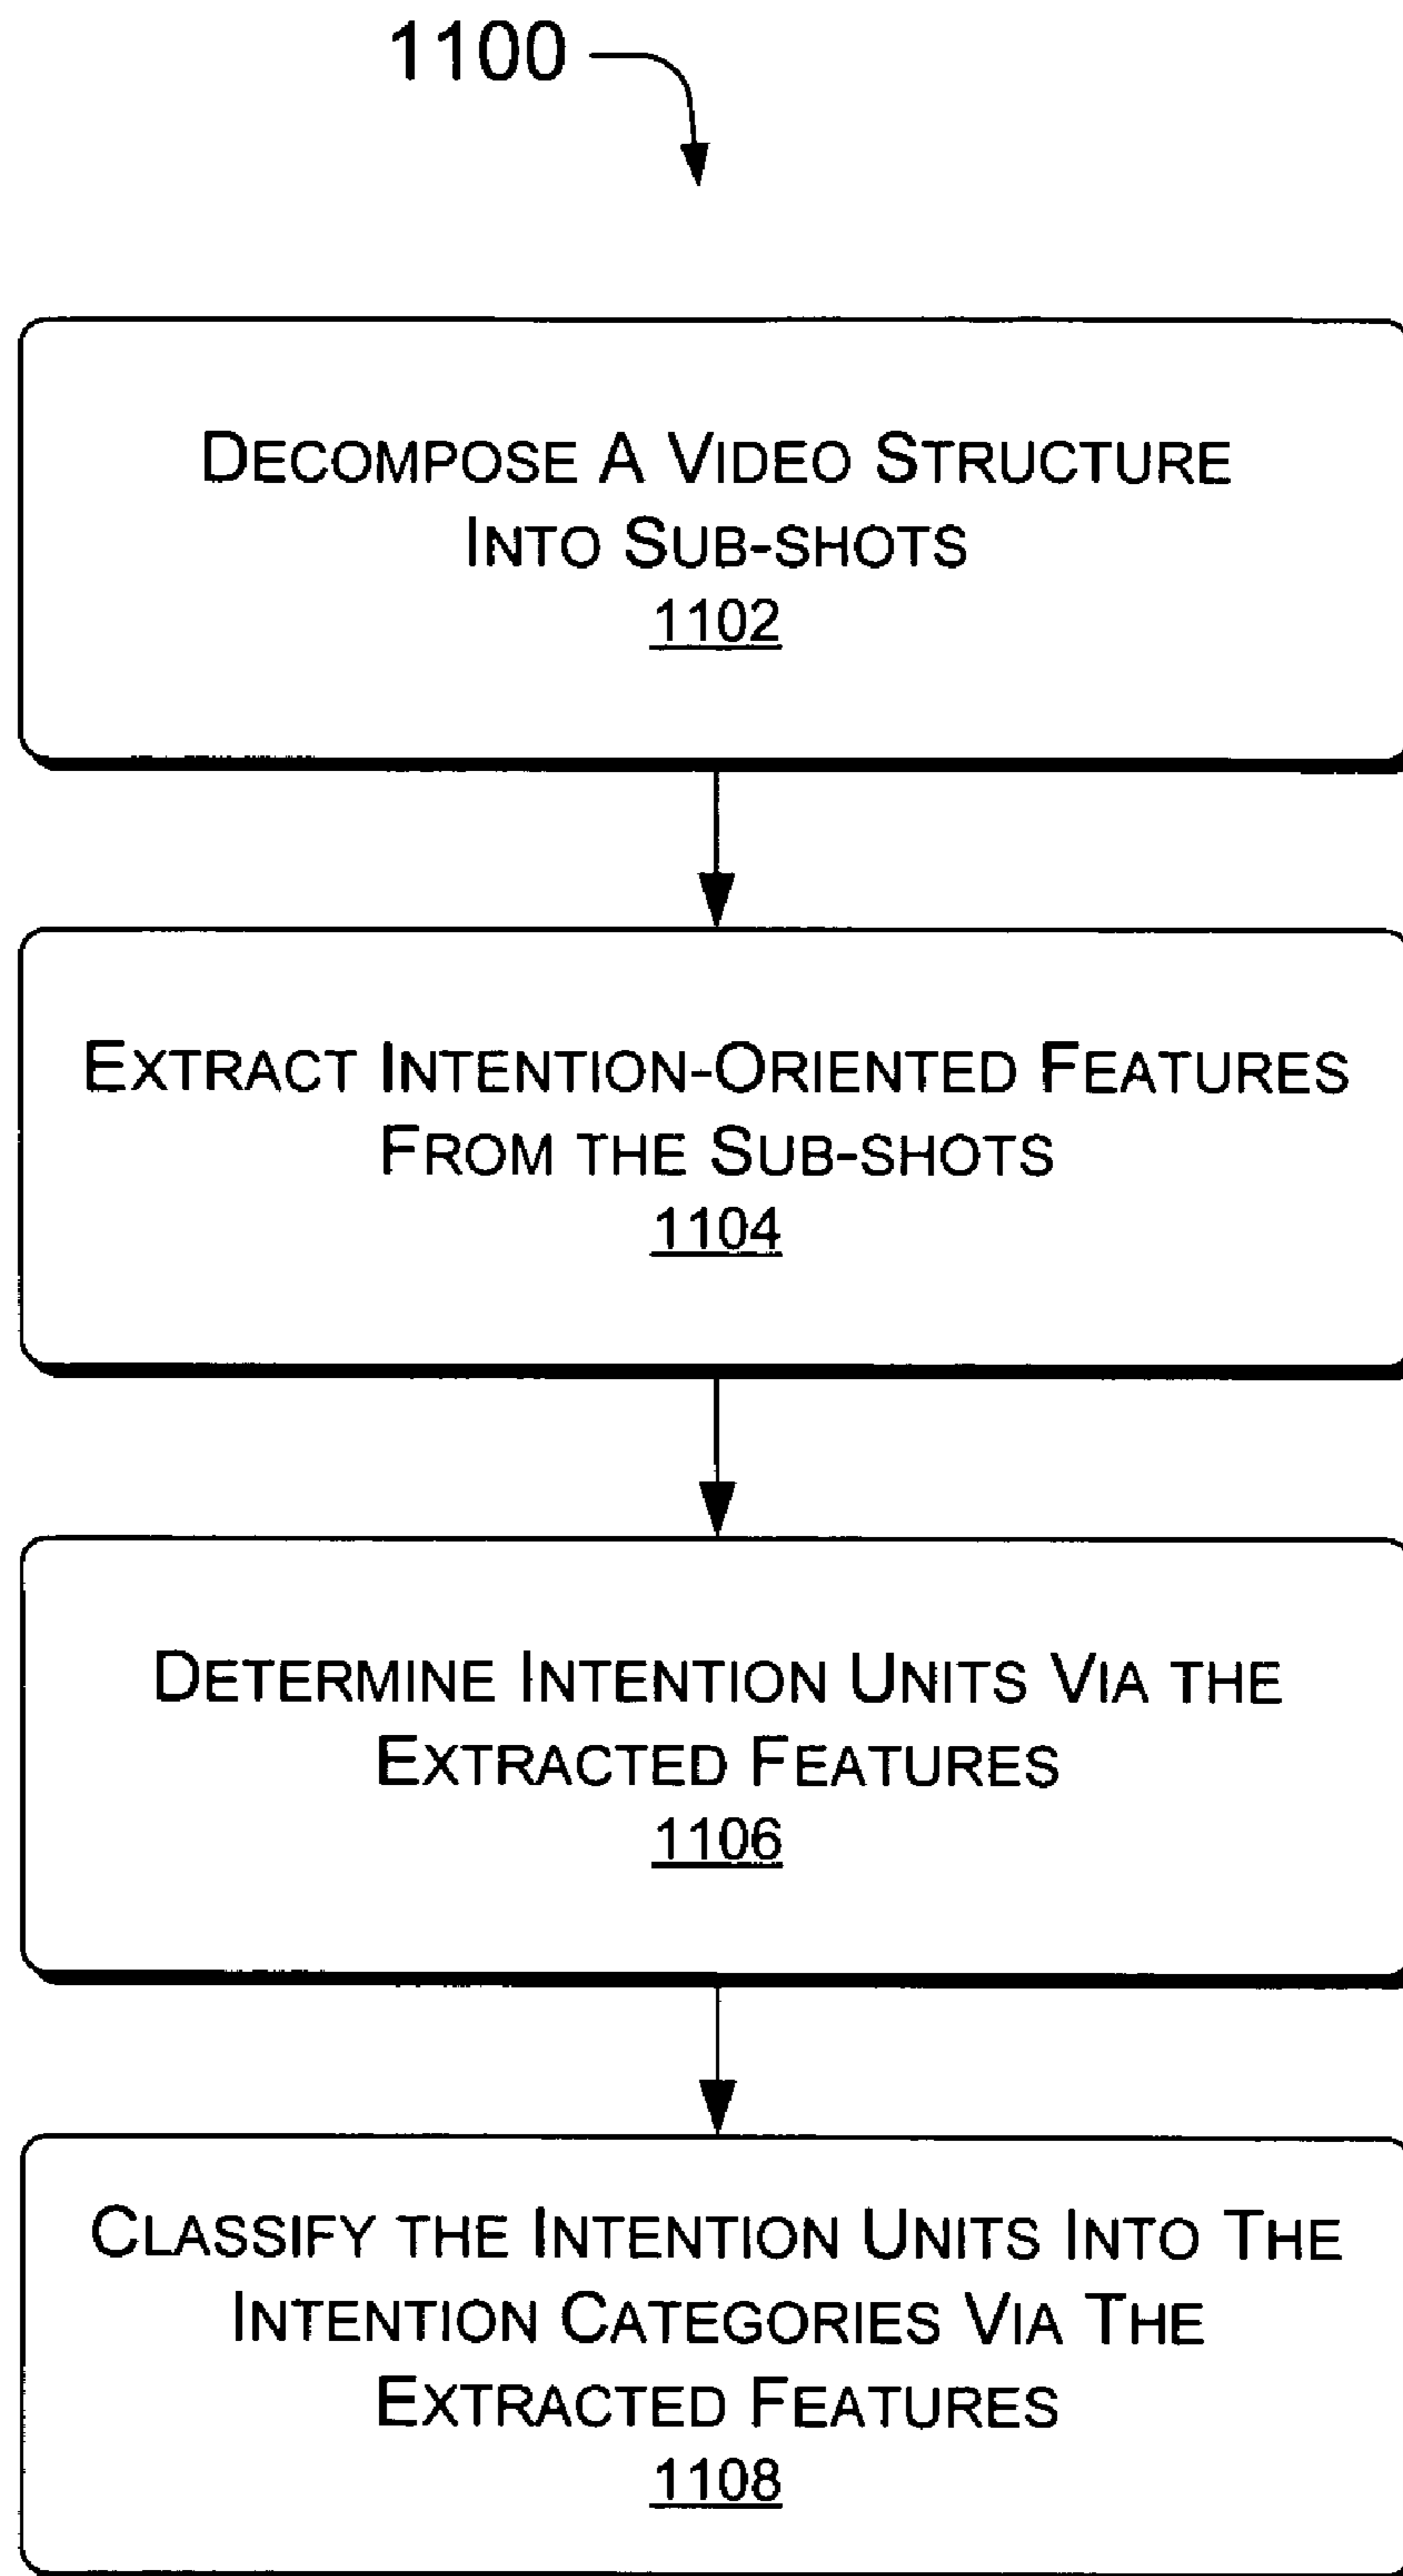 1100
DECOMPOSE A VIDEO STRUCTURE
INTO SUB-SHOTS
1102
EXTRACT INTENTION-ORIENTED FEATURES
FROM THE SUB-SHOTS
1104
DETERMINE INTENTION UNITS VIA THE
EXTRACTED FEATURES
1106
CLASSIFY THE INTENTION UNITS INTO THE
INTENTION CATEGORIES VIA THE
EXTRACTED FEATURES
1108